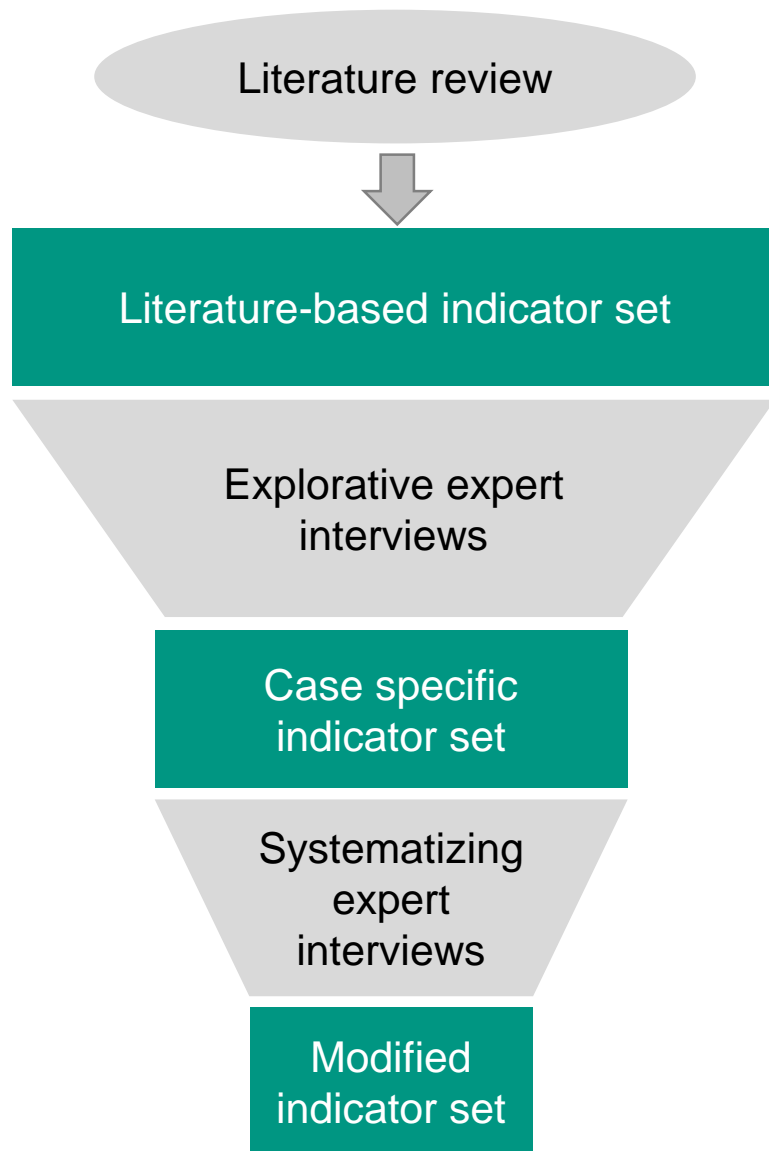 Literature review
Literature-based indicator set
Explorative expert
interviews
Case specific
indicator set
Systematizing
expert
interviews
Modified
indicator set